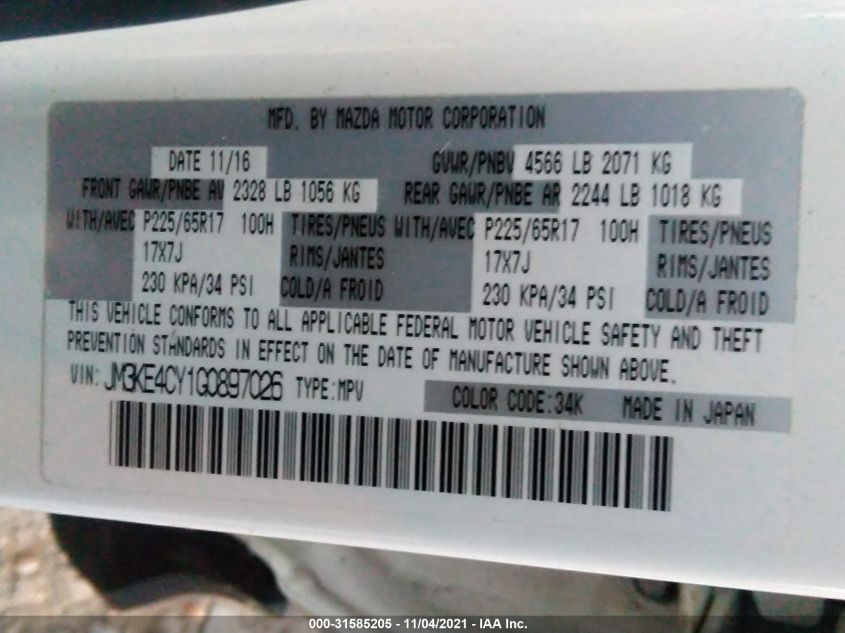 MFD. BY MAZDA MOTOR CORPORATION
DATE 11/16 GVWR/PNBV 4566 LB 2071 KG
FRONT GAWR/PNBE AV 2328 LB 1056 KG REAR GAWR/PNBE AR 2244 LB 1018 KG
WITH/AVEC P225/65R17 100H TIRES/PNEUS WITH/AVEC P225/65R17 100H TIRES/PNEUS
17X7J RIMS/JANTES 17X7J RIMS/JANTES
230 KPA/34 PSI COLD/A FROID 230 KPA/34 PSI COLD/A FROID
THIS VEHICLE CONFORMS TO ALL APPLICABLE FEDERAL MOTOR VEHICLE SAFETY AND THEFT
PREVENTION STANDARDS IN EFFECT ON THE DATE OF MANUFACTURE SHOWN ABOVE.
VIN: JM3KE4CY1G0897026 TYPE:MPV COLOR CODE:34K MADE IN JAPAN
000-31585205 - 11/04/2021 - IAA Inc.